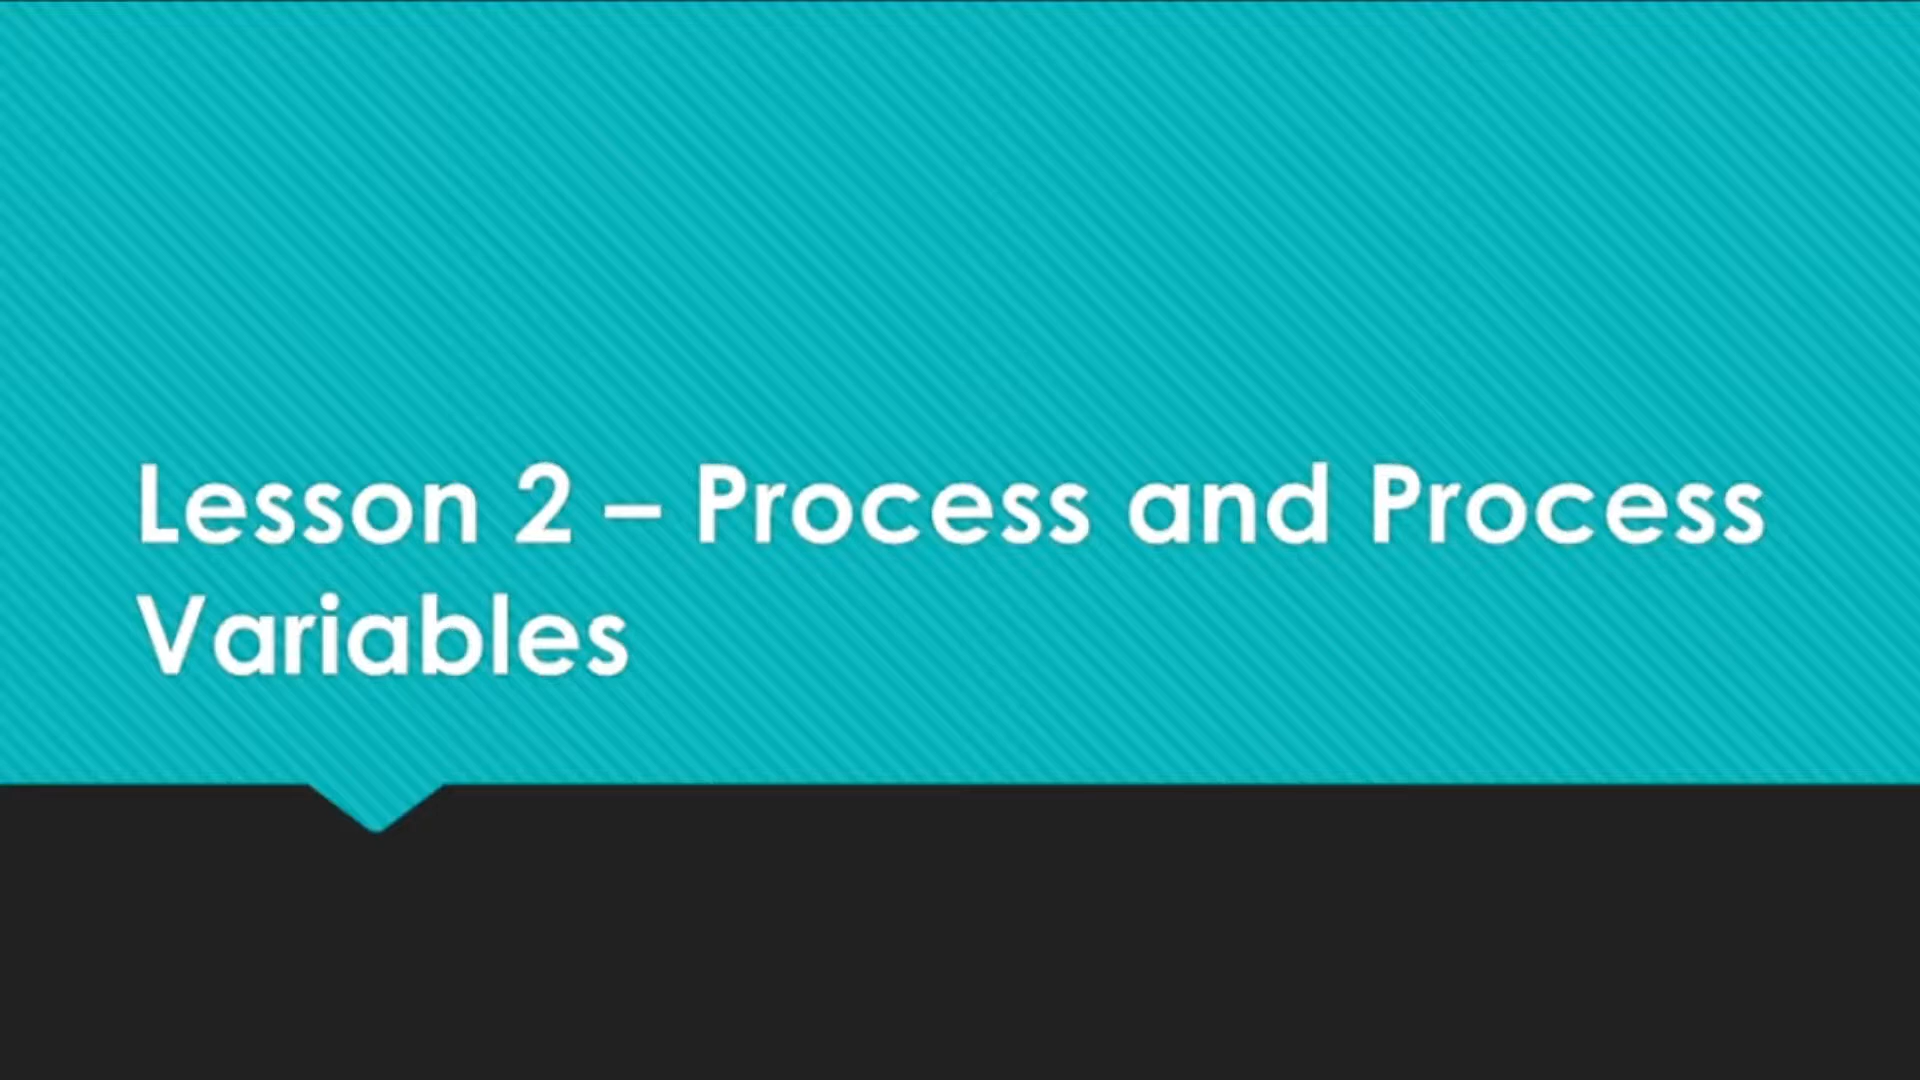 Lesson 2 – Process and Process
Variables